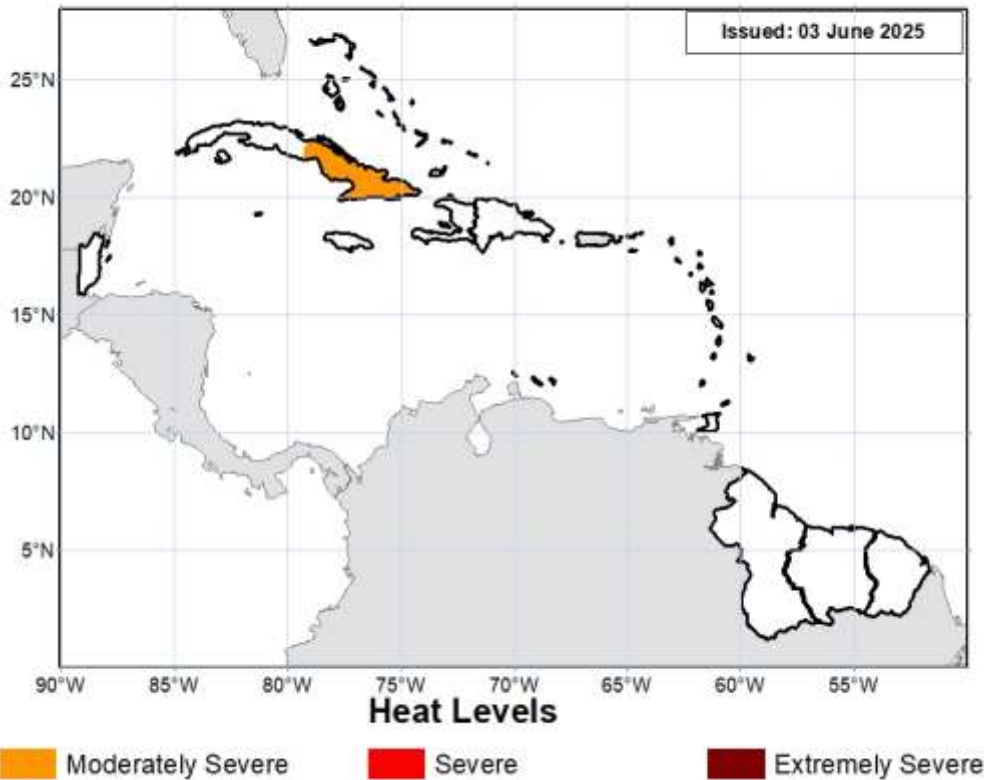 Issued: 03 June 2025
25°N
20°N
15°N
10°N
5°N
90°W 85°W 80°W 75°W 70°W 65°W 60°W 55°W
Heat Levels
Moderately Severe Severe Extremely Severe